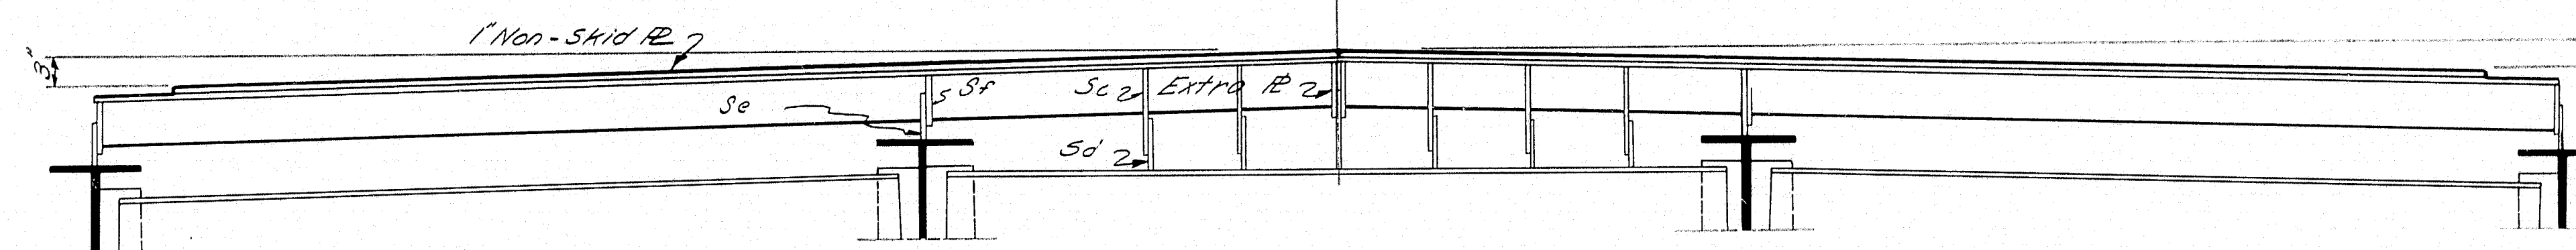 1" Non-Skid ℄
3"
Sf
Sc
Extra ℄
Se
Sd